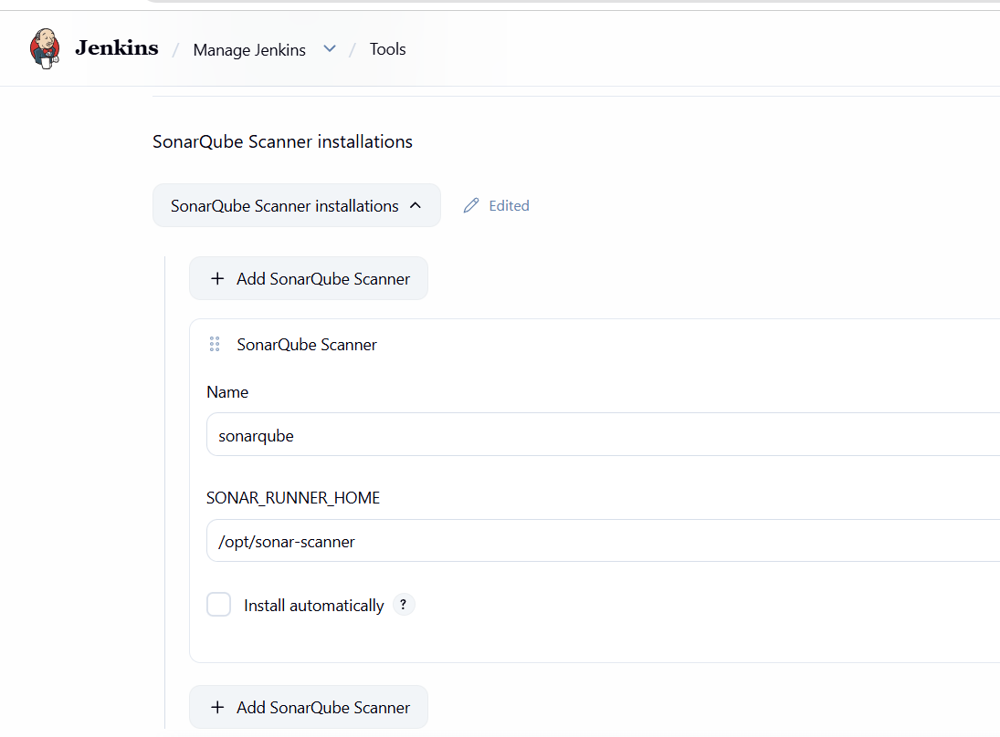 Jenkins / Manage Jenkins / Tools
SonarQube Scanner installations
SonarQube Scanner installations Edited
+ Add SonarQube Scanner
SonarQube Scanner
Name
sonarqube
SONAR_RUNNER_HOME
/opt/sonar-scanner
Install automatically ?
+ Add SonarQube Scanner